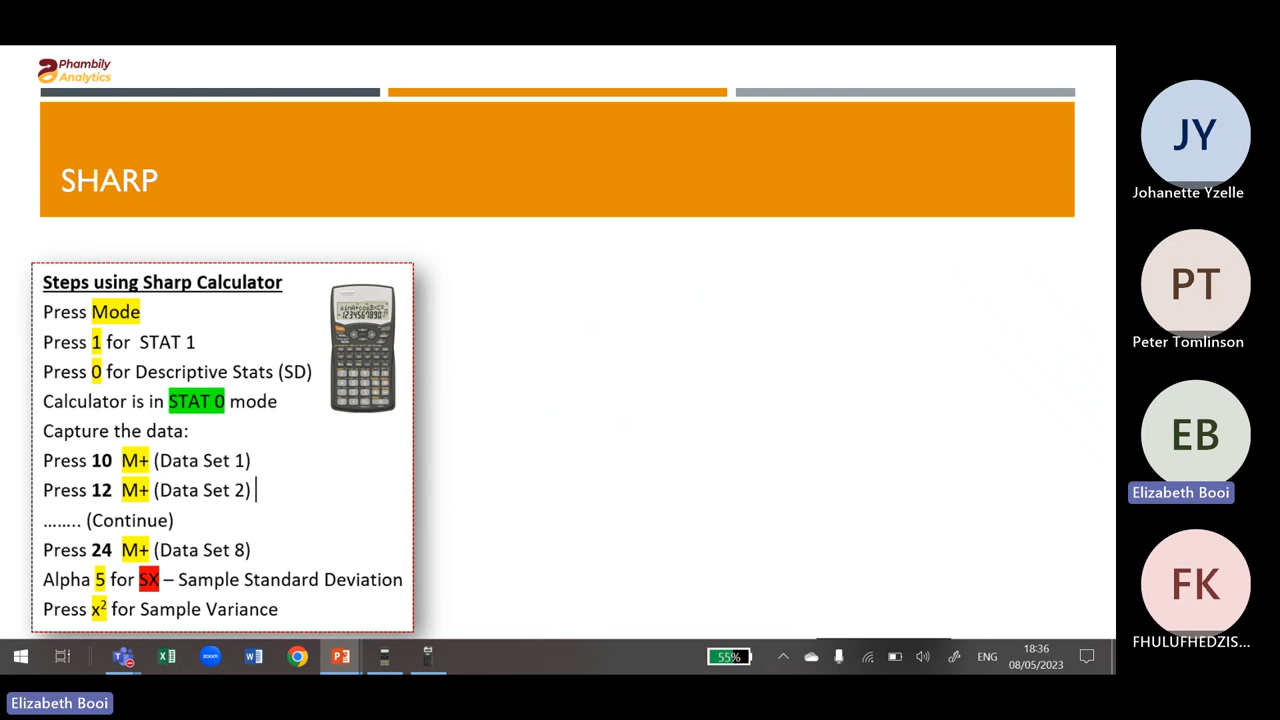 Phambily
Analytics
SHARP
Steps using Sharp Calculator
Press Mode
Press 1 for STAT 1
Press 0 for Descriptive Stats (SD)
Calculator is in STAT 0 mode
Capture the data:
Press 10 M+ (Data Set 1)
Press 12 M+ (Data Set 2)
…….. (Continue)
Press 24 M+ (Data Set 8)
Alpha 5 for SX – Sample Standard Deviation
Press x² for Sample Variance
JY
Johanette Yzelle
PT
Peter Tomlinson
EB
Elizabeth Booi
FK
FHULUFHEDZIS...
55%
ENG
18:36
08/05/2023
Elizabeth Booi